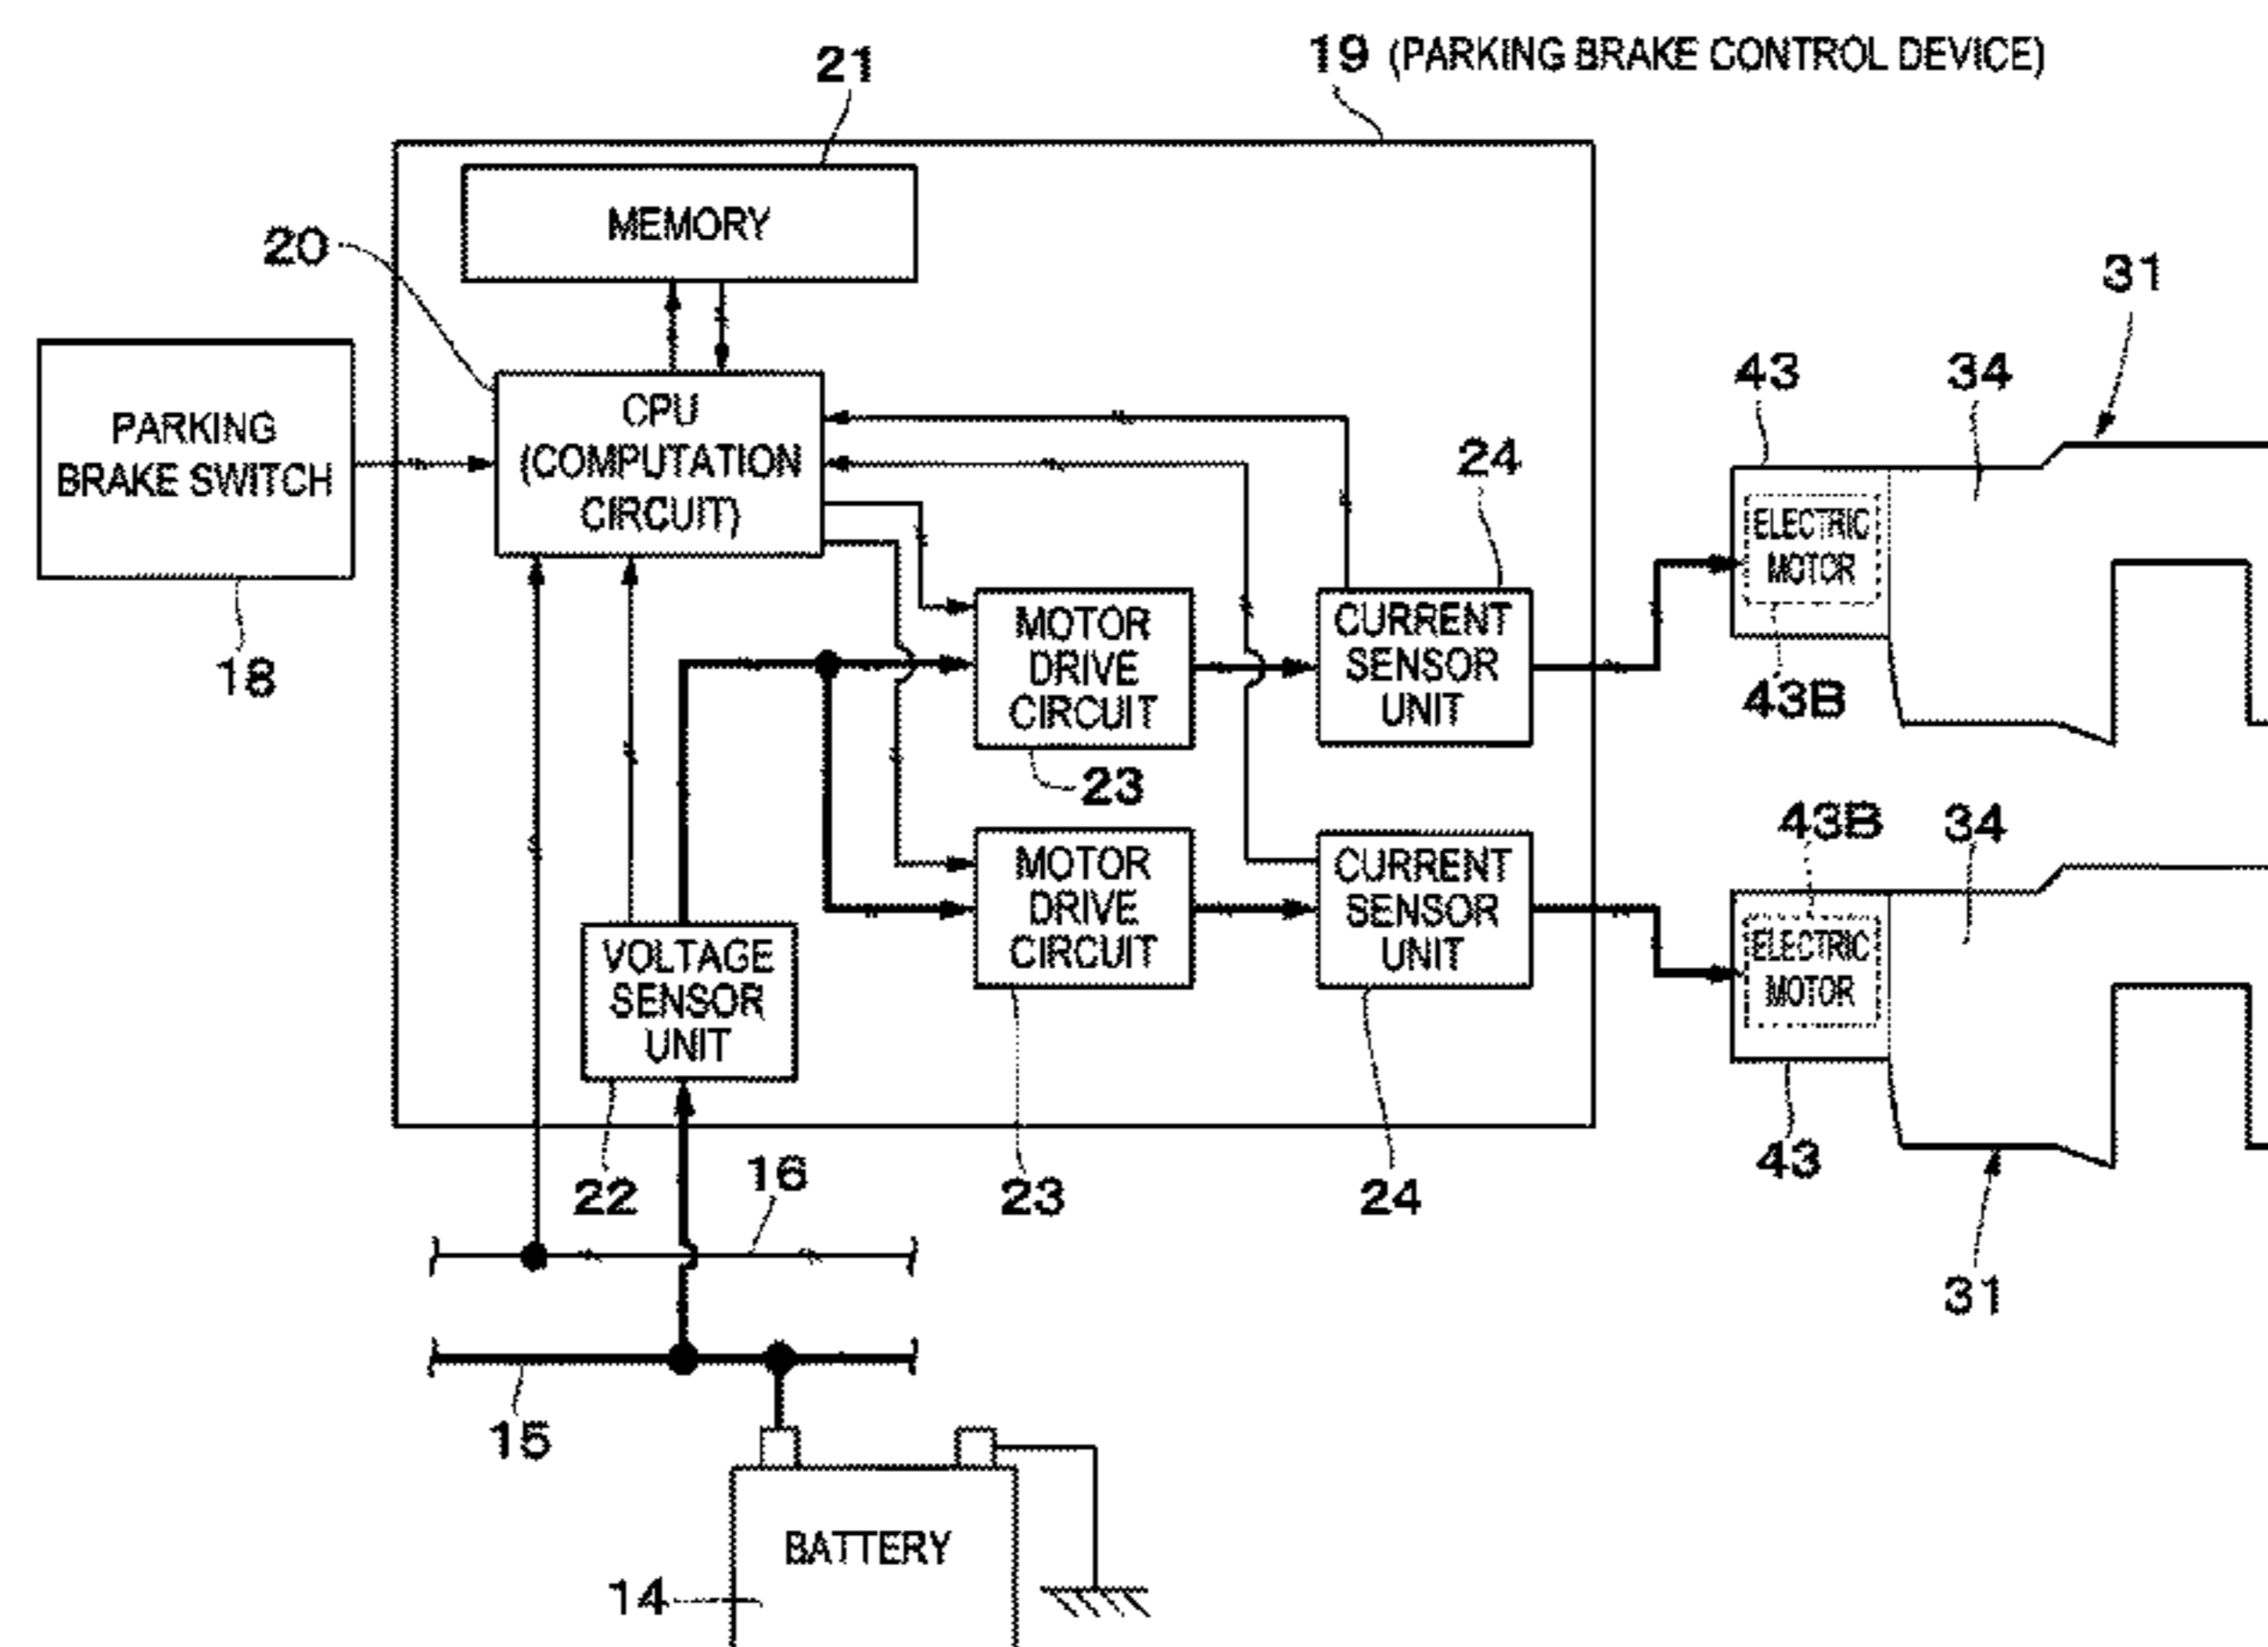 19 (PARKING BRAKE CONTROL DEVICE)
21
MEMORY
20
31
PARKING
BRAKE SWITCH
18
CPU
(COMPUTATION
CIRCUIT)
43
34
24
ELECTRIC
MOTOR
43B
MOTOR
DRIVE
CIRCUIT
23
CURRENT
SENSOR
UNIT
43B
34
MOTOR
DRIVE
CIRCUIT
23
CURRENT
SENSOR
UNIT
24
ELECTRIC
MOTOR
43
31
VOLTAGE
SENSOR
UNIT
22
16
15
BATTERY
14